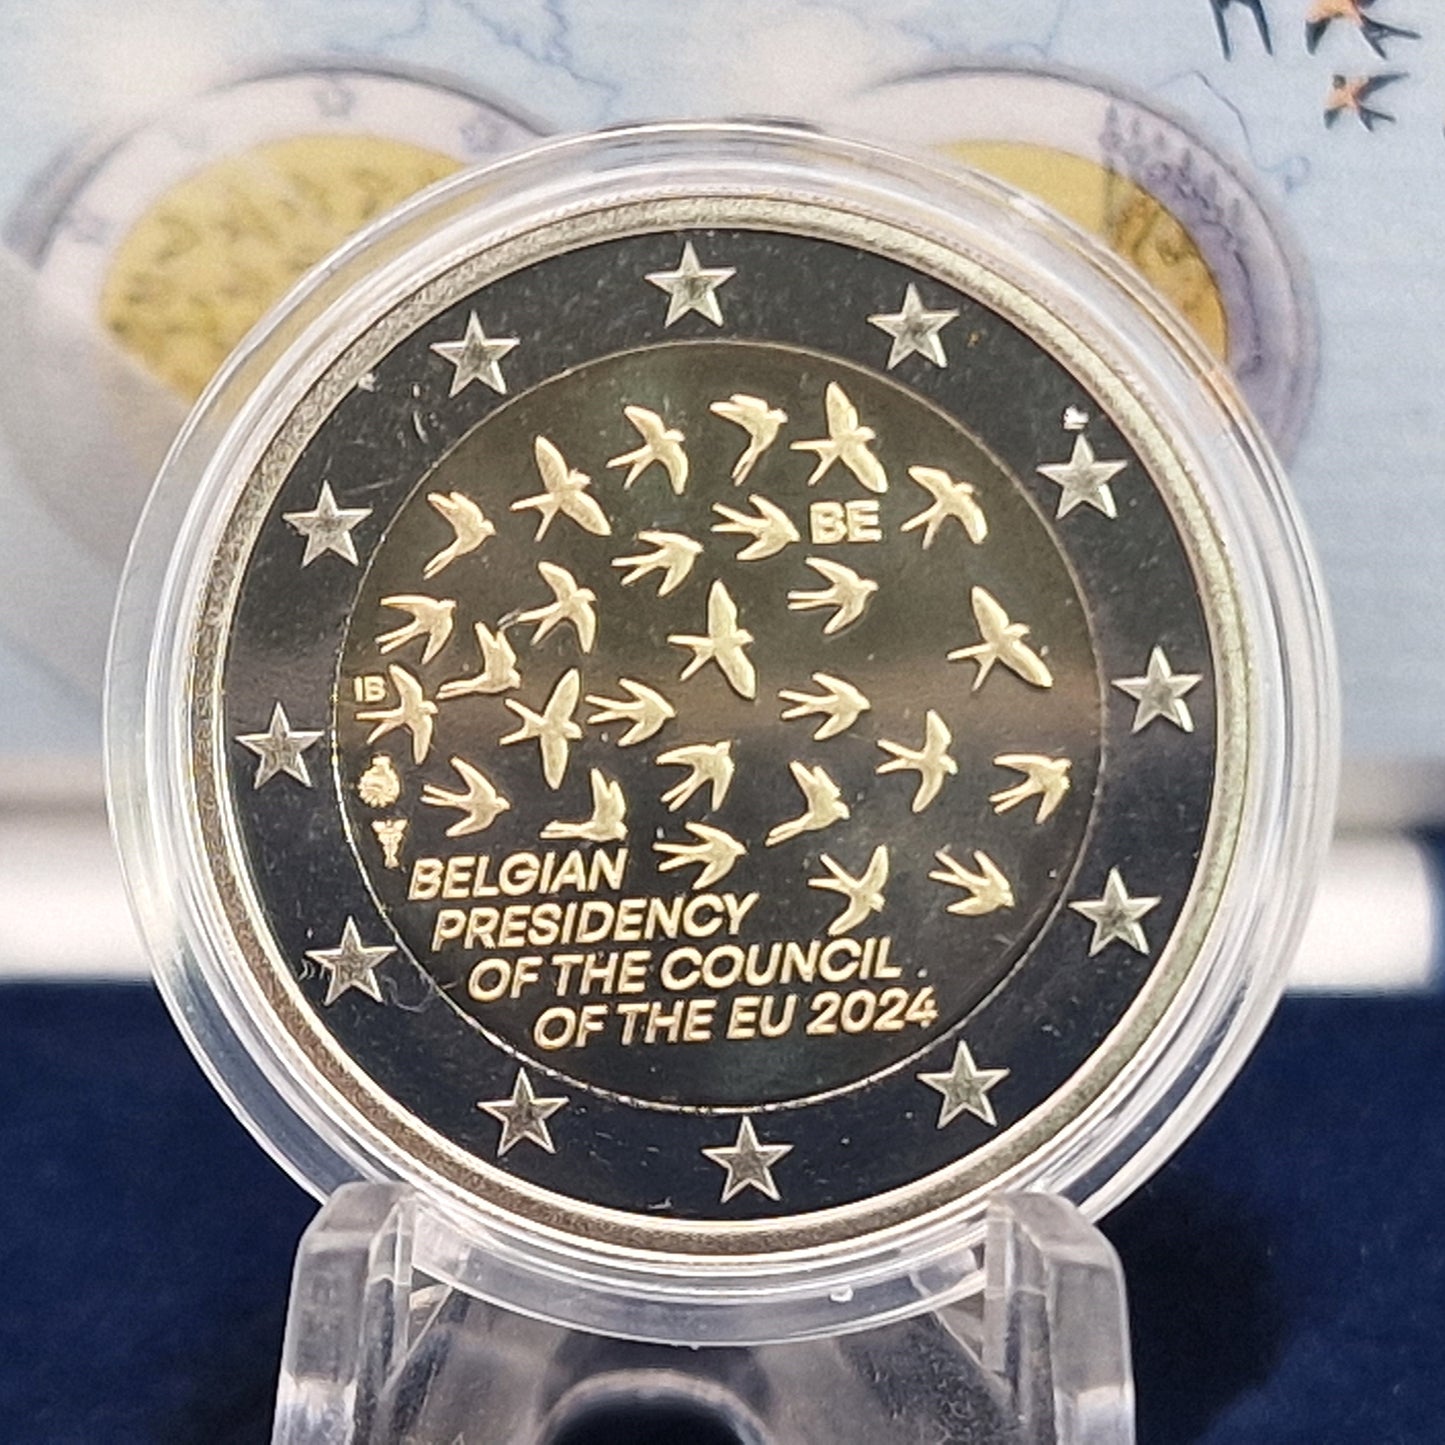 BE
IB
BELGIAN
PRESIDENCY
OF THE COUNCIL
OF THE EU 2024